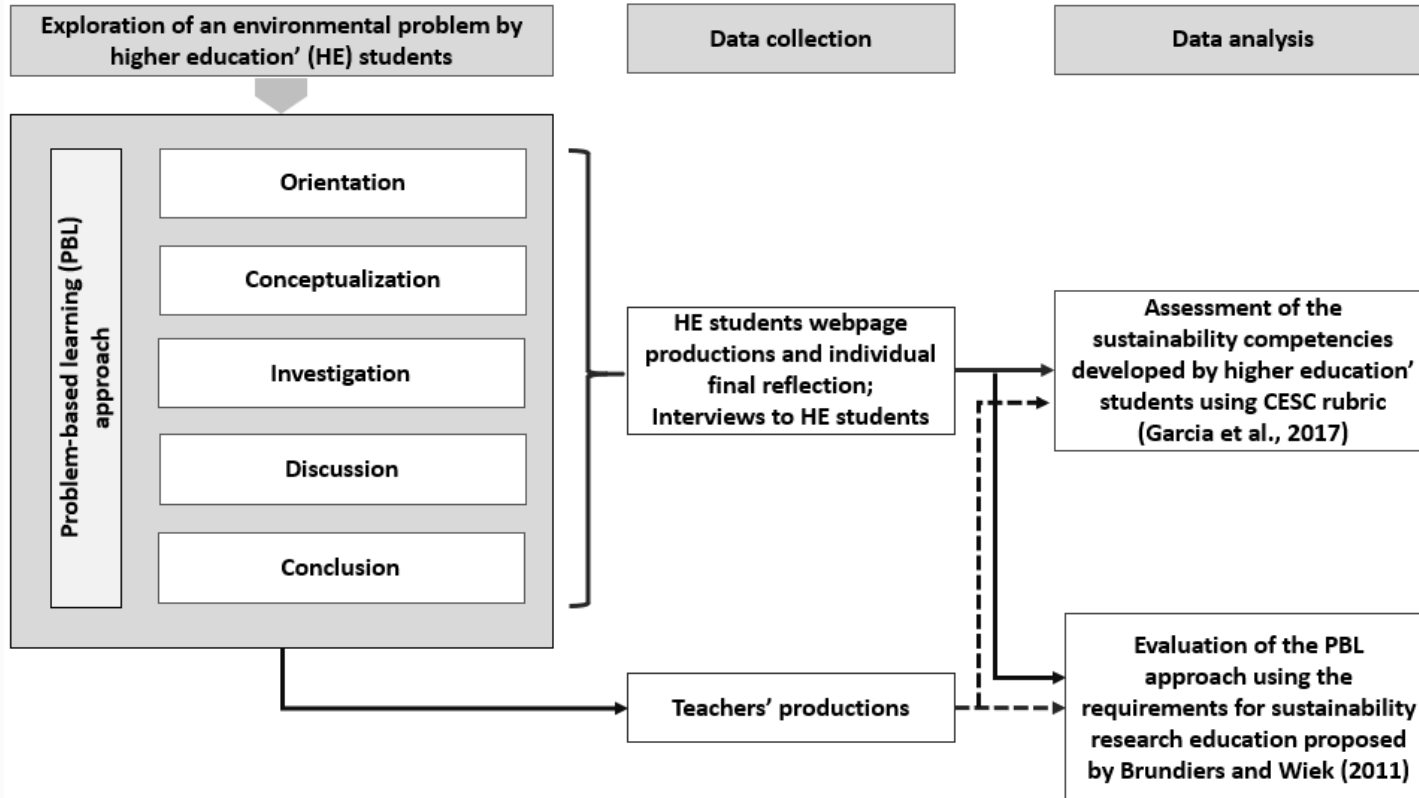 Exploration of an environmental problem by
higher education’ (HE) students
Data collection
Data analysis
Problem-based learning (PBL)
approach
Orientation
Conceptualization
Investigation
Discussion
Conclusion
HE students webpage
productions and individual
final reflection;
Interviews to HE students
Teachers’ productions
Assessment of the
sustainability competencies
developed by higher education’
students using CESC rubric
(Garcia et al., 2017)
Evaluation of the PBL
approach using the
requirements for sustainability
research education proposed
by Brundiers and Wiek (2011)